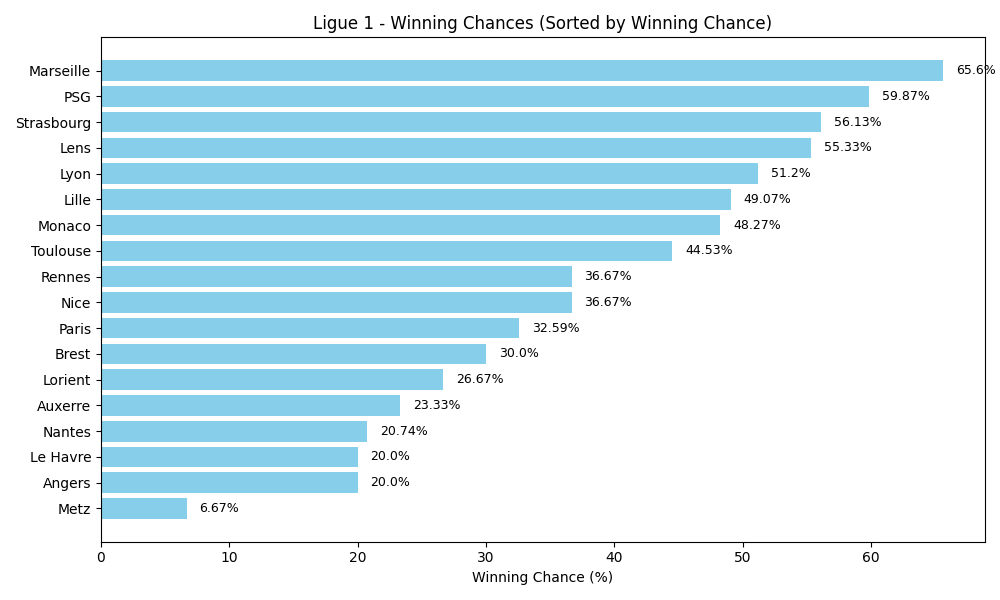 Ligue 1 - Winning Chances (Sorted by Winning Chance)
Marseille 65.6%
PSG 59.87%
Strasbourg 56.13%
Lens 55.33%
Lyon 51.2%
Lille 49.07%
Monaco 48.27%
Toulouse 44.53%
Rennes 36.67%
Nice 36.67%
Paris 32.59%
Brest 30.0%
Lorient 26.67%
Auxerre 23.33%
Nantes 20.74%
Le Havre 20.0%
Angers 20.0%
Metz 6.67%
0 10 20 30 40 50 60
Winning Chance (%)